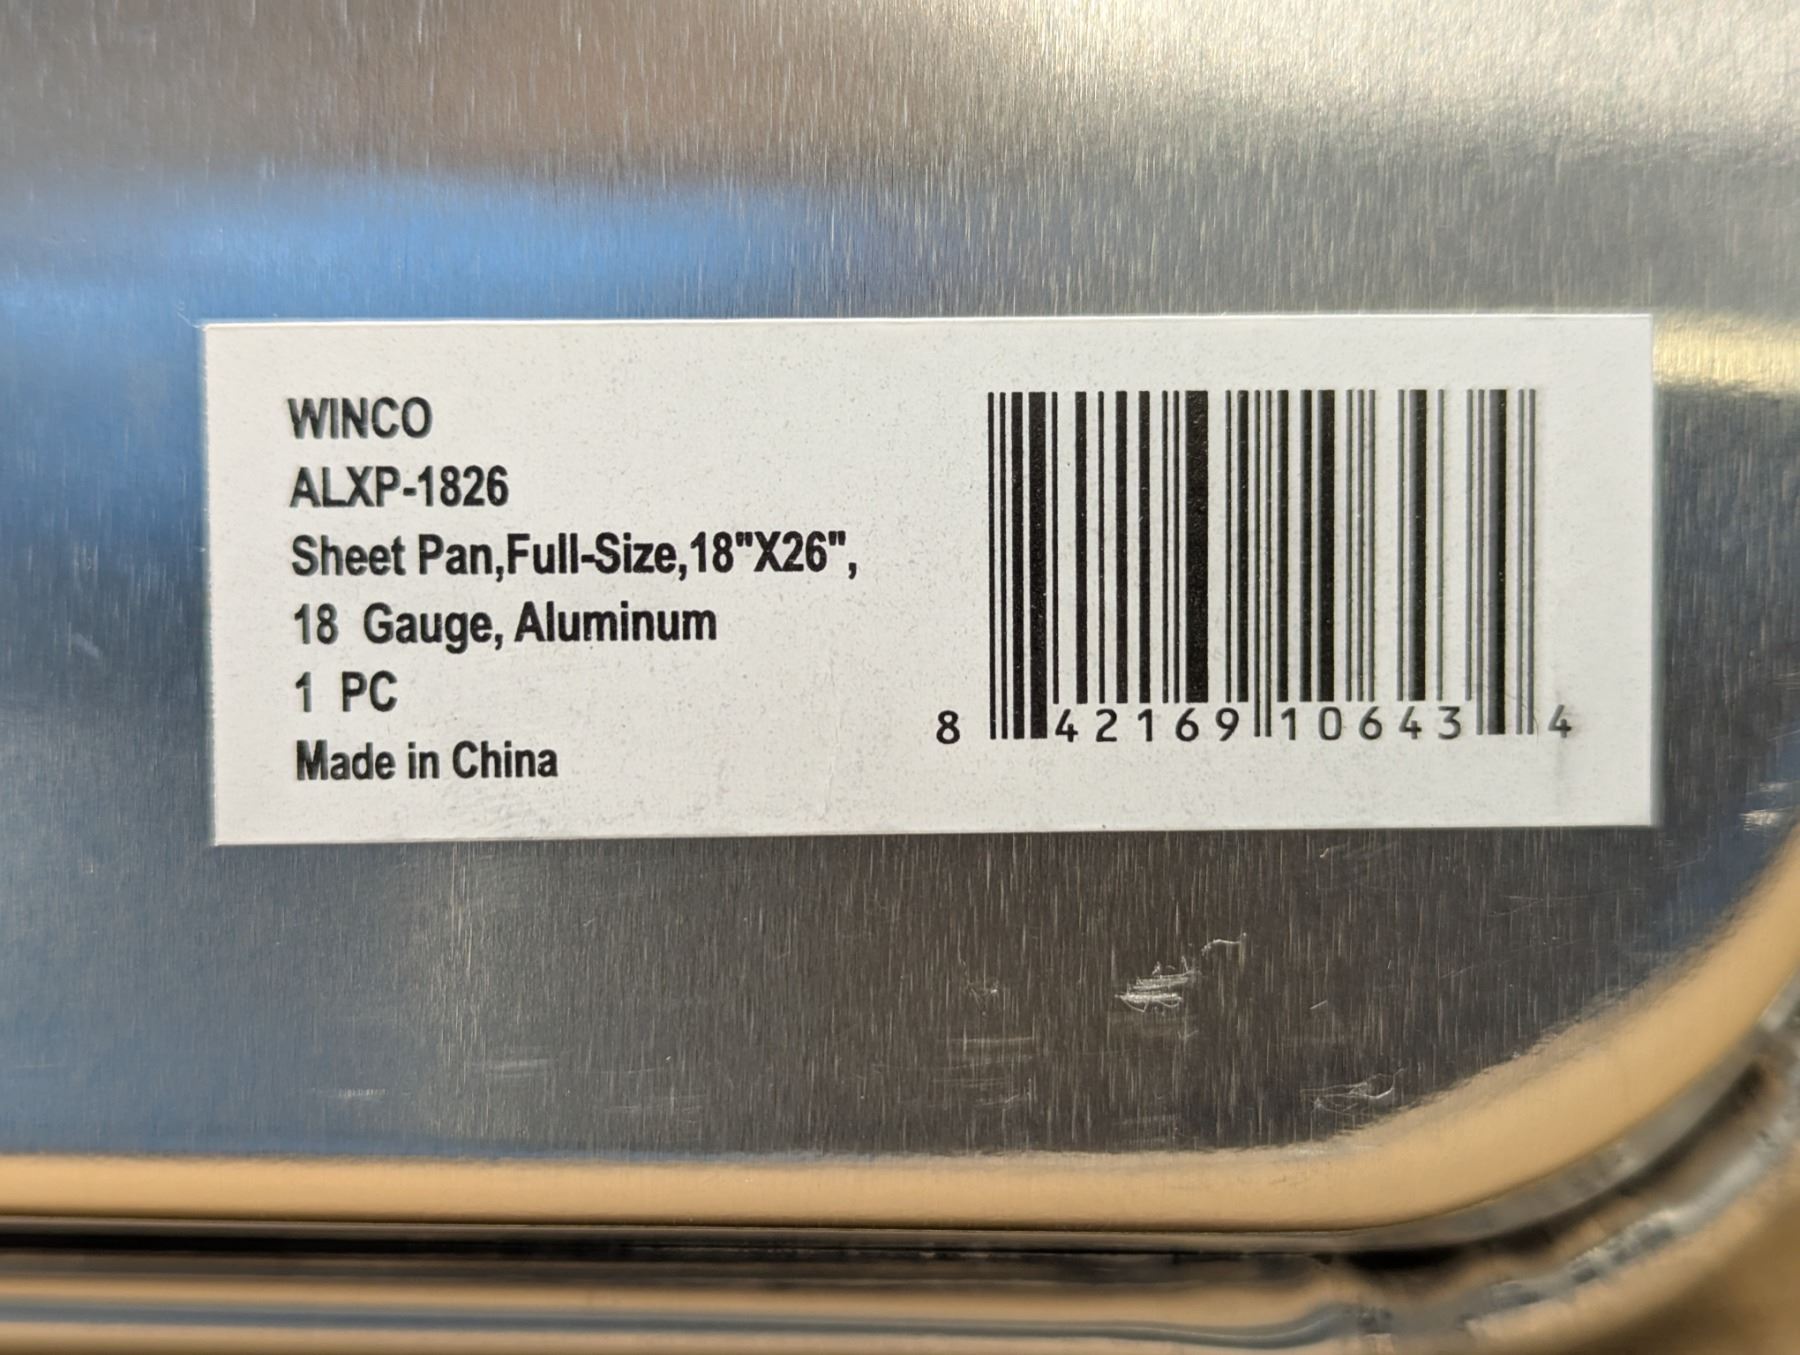 WINCO
ALXP-1826
Sheet Pan,Full-Size,18"X26",
18 Gauge, Aluminum
1 PC
Made in China
8 42169 10643 4